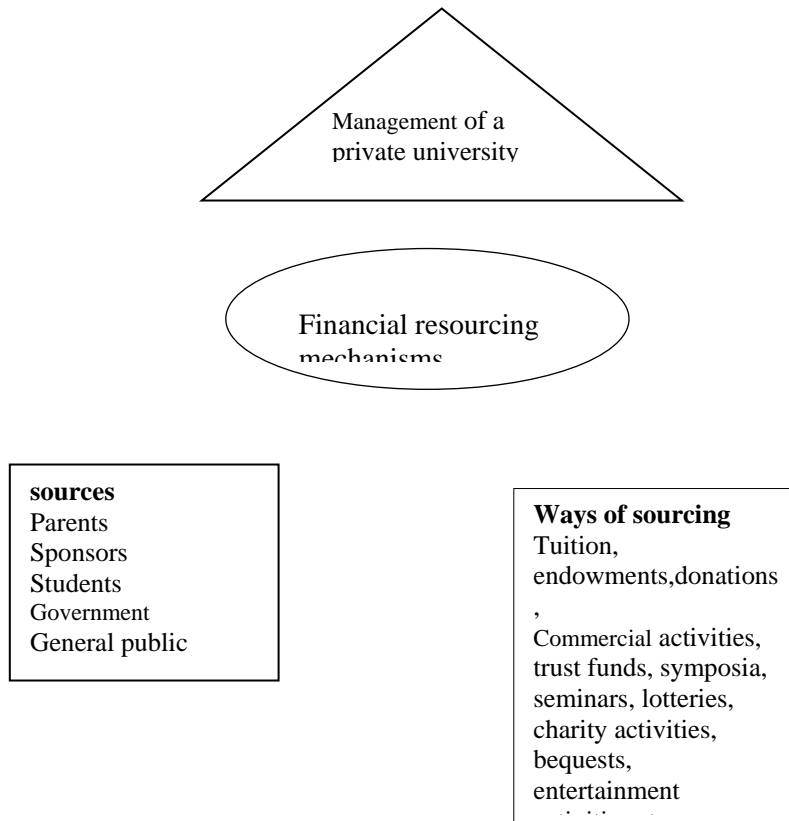 Management of a
private university
Financial resourcing
mechanisms
sources
Parents
Sponsors
Students
Government
General public
Ways of sourcing
Tuition,
endowments,donations
,
Commercial activities,
trust funds, symposia,
seminars, lotteries,
charity activities,
bequests,
entertainment